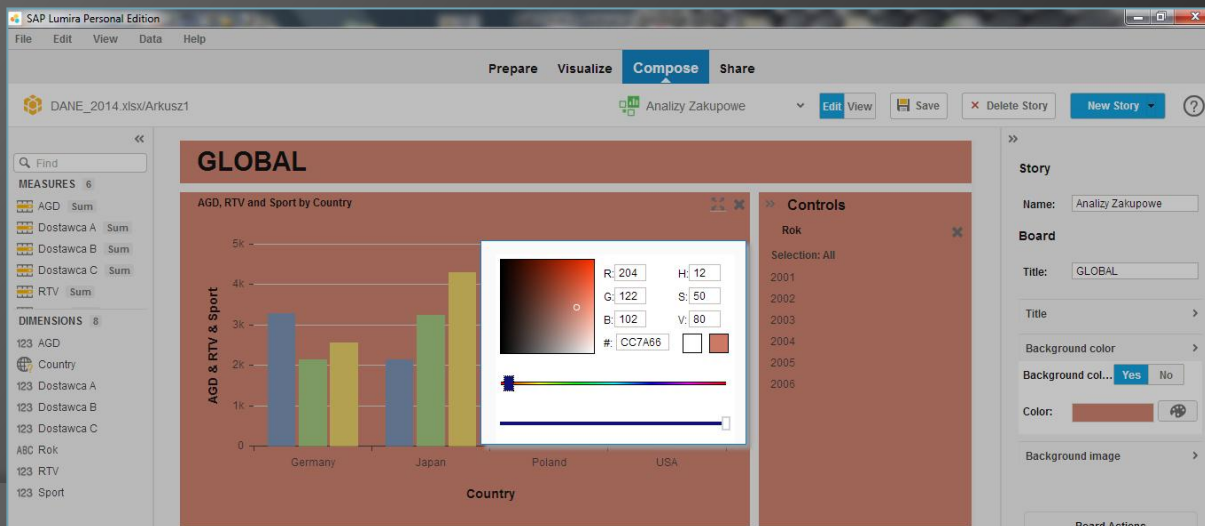 SAP Lumira Personal Edition
File Edit View Data Help
Prepare Visualize Compose Share
DANE_2014.xlsx/Arkusz1
Analizy Zakupowe
Edit View
Save
Delete Story
New Story
?
Find
MEASURES 6
AGD Sum
Dostawca A Sum
Dostawca B Sum
Dostawca C Sum
RTV Sum
DIMENSIONS 8
123 AGD
Country
123 Dostawca A
123 Dostawca B
123 Dostawca C
ABC Rok
123 RTV
123 Sport
GLOBAL
AGD, RTV and Sport by Country
AGD & RTV & Sport
5k
4k
3k
2k
1k
0
Germany Japan Poland USA
Country
R: 204 H: 12
G: 122 S: 50
B: 102 V: 80
#: CC7A66
Controls
Rok
Selection: All
2001
2002
2003
2004
2005
2006
Story
Name: Analizy Zakupowe
Board
Title: GLOBAL
Title
Background color
Background col... Yes No
Color:
Background image
Board Actions